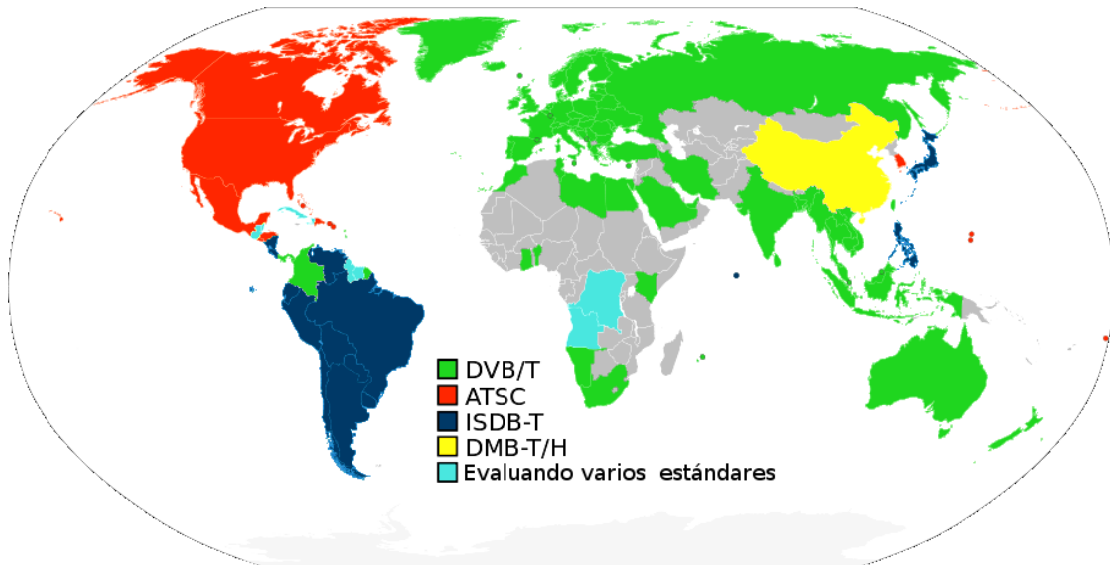 DVB/T
ATSC
ISDB-T
DMB-T/H
Evaluando varios estándares